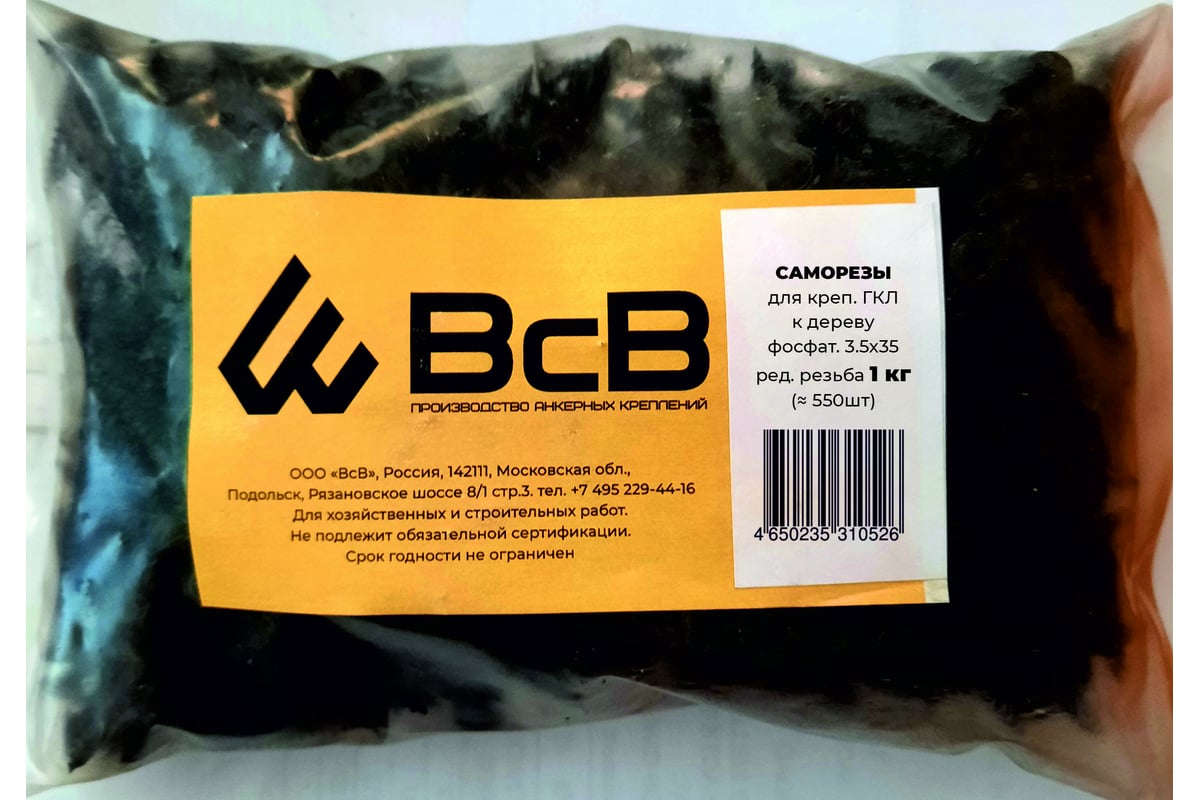 ВсВ
ПРОИЗВОДСТВО АНКЕРНЫХ КРЕПЛЕНИЙ
ООО «ВсВ», Россия, 142111, Московская обл.,
Подольск, Рязановское шоссе 8/1 стр.3. тел. +7 495 229-44-16
Для хозяйственных и строительных работ.
Не подлежит обязательной сертификации.
Срок годности не ограничен
САМОРЕЗЫ
для креп. ГКЛ
к дереву
фосфат. 3.5х35
ред. резьба 1 кг
(≈ 550шт)
4 650235 310526